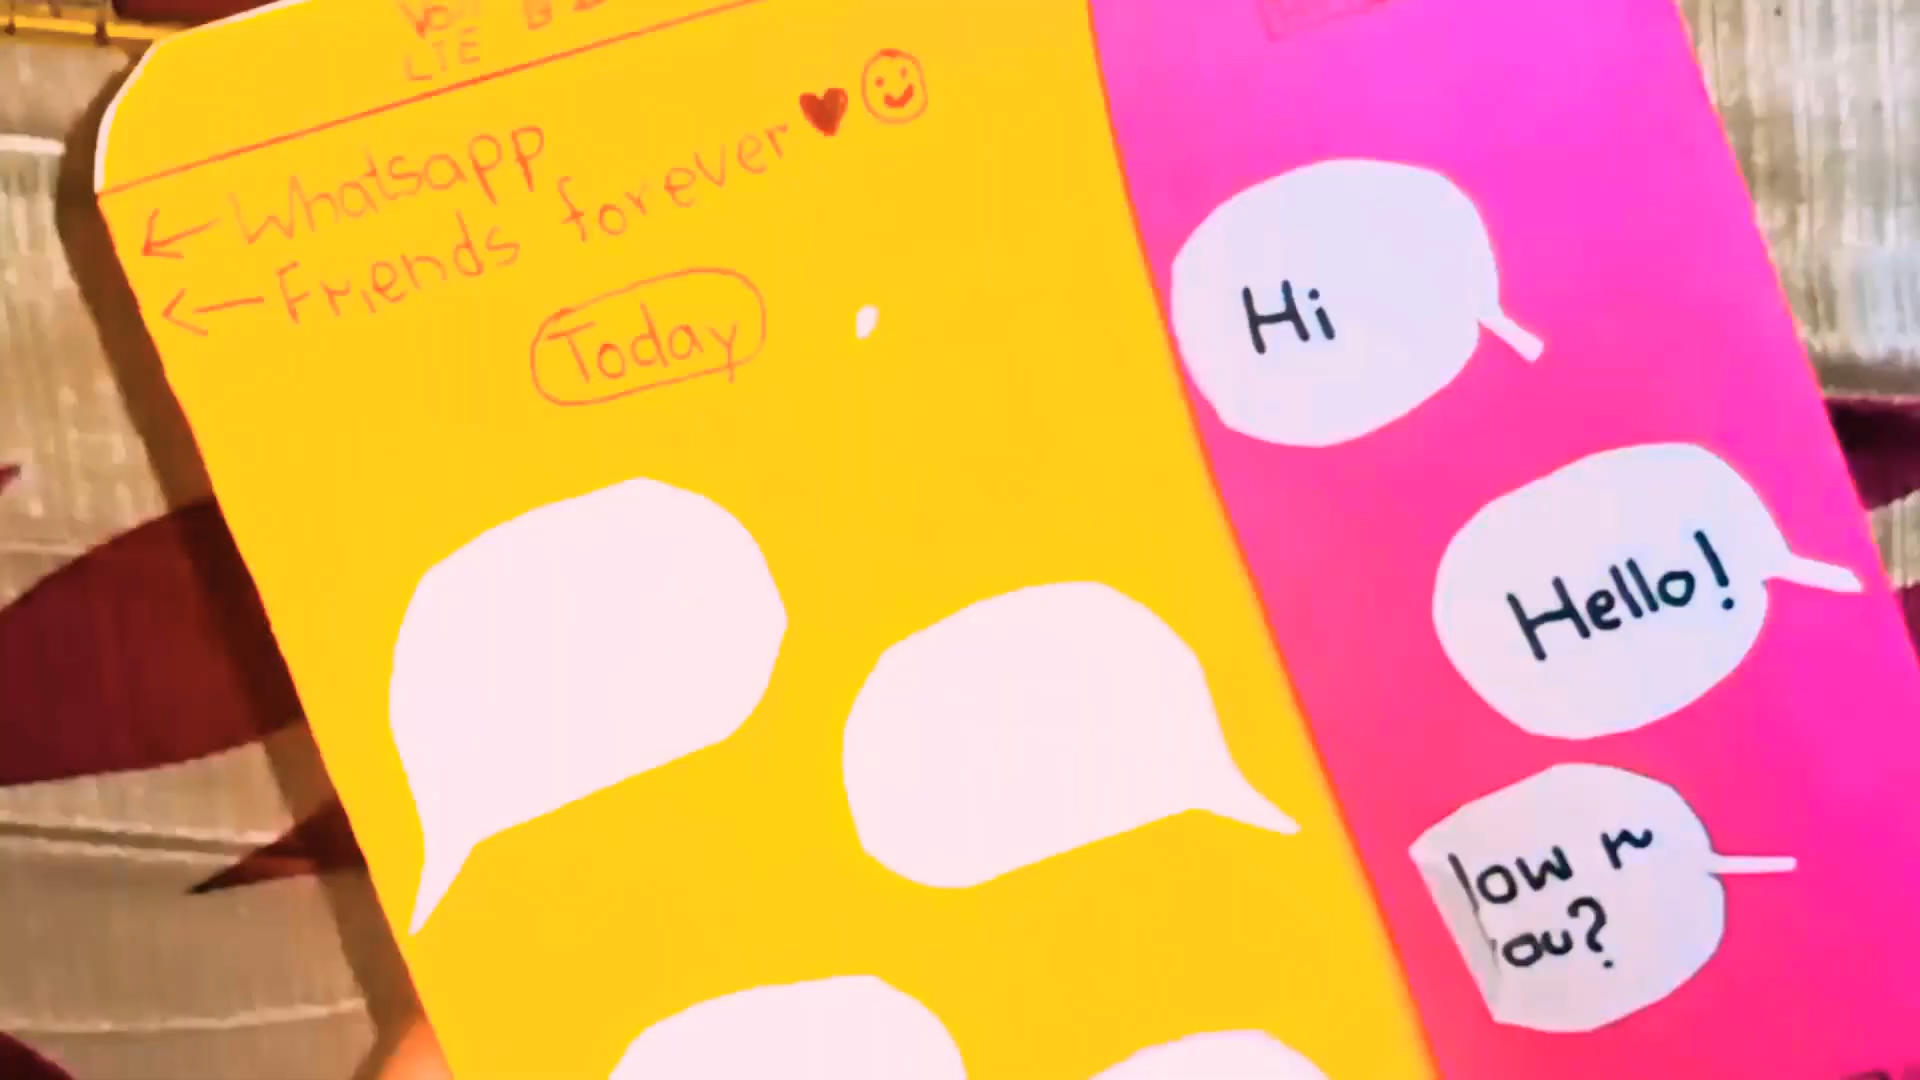 LTE
← Whatsapp
← Friends forever ♥ ☺
Today
Hi
Hello!
low r
ou?